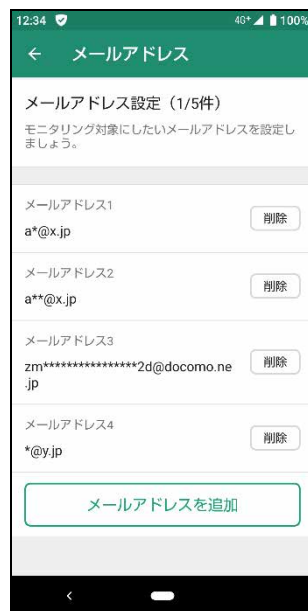 12:34 4G+ 100%
メールアドレス
メールアドレス設定（1/5件）
モニタリング対象にしたいメールアドレスを設定し
ましょう。
メールアドレス1
a*@x.jp
削除
メールアドレス2
a**@x.jp
削除
メールアドレス3
zm****************2d@docomo.ne
.jp
削除
メールアドレス4
*@y.jp
削除
メールアドレスを追加